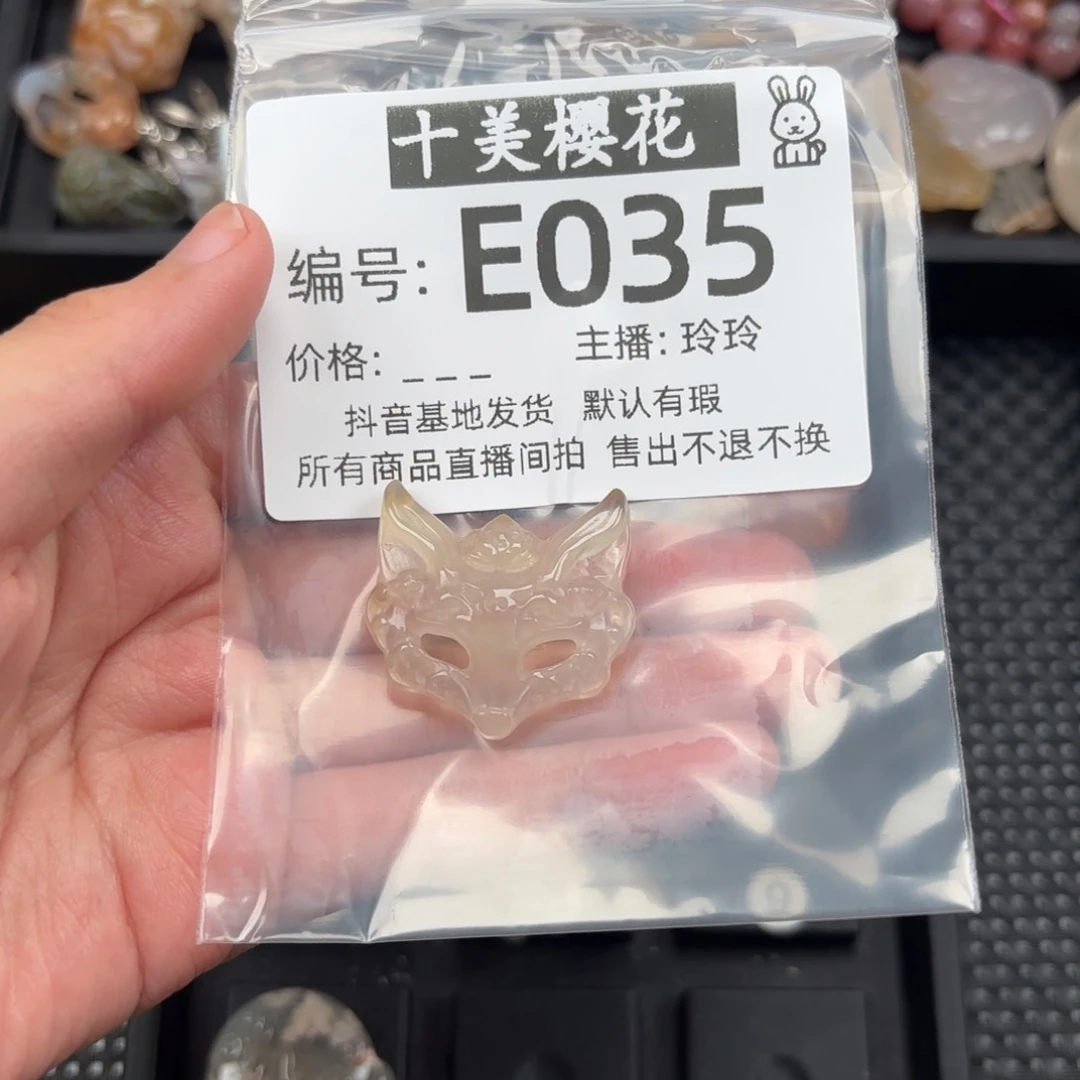 十美樱花
编号: E035
价格: _ _ _ 主播: 玲玲
抖音基地发货 默认有瑕
所有商品直播间拍 售出不退不换